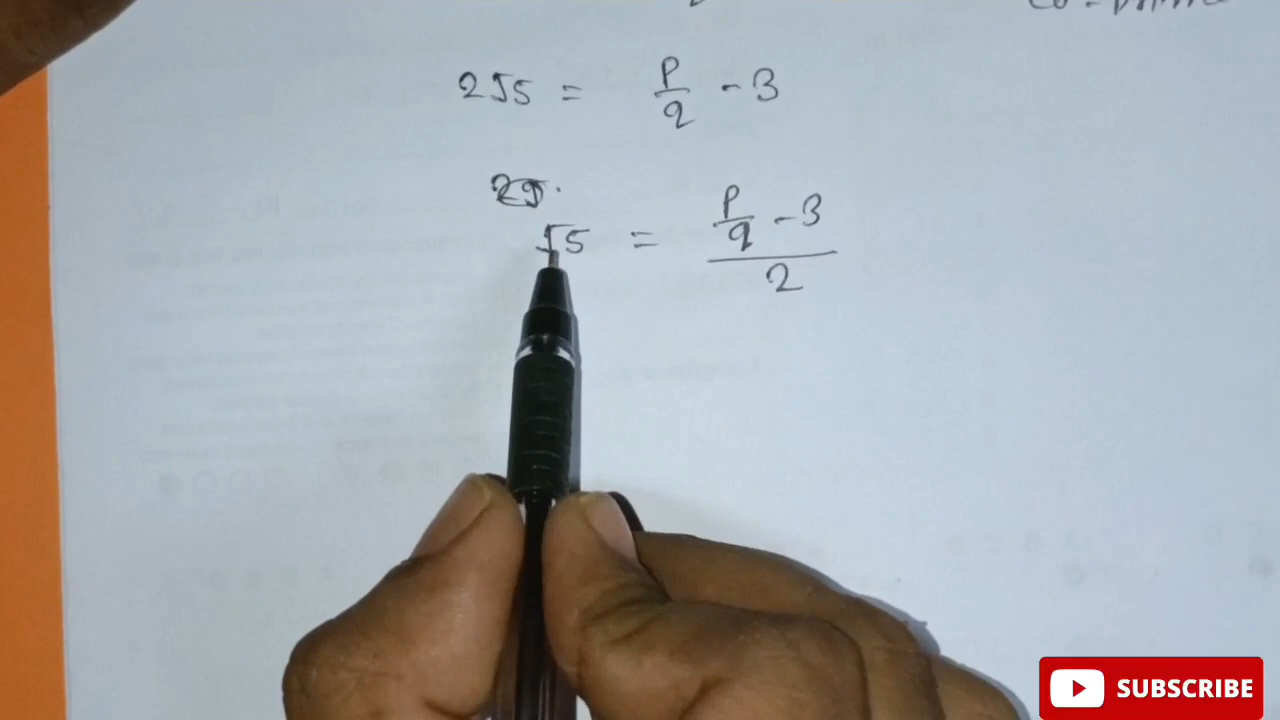 2√5 = p/q - 3
√5 = (p/q - 3)/2
SUBSCRIBE